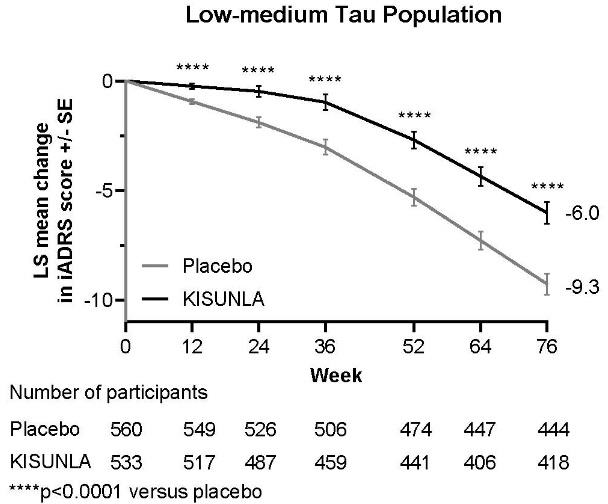 Low-medium Tau Population
**** **** **** **** **** ****
0
-5
-10
LS mean change
in iADRS score +/- SE
-6.0
-9.3
Placebo
KISUNLA
0 12 24 36 52 64 76
Week
Number of participants
Placebo 560 549 526 506 474 447 444
KISUNLA 533 517 487 459 441 406 418
****p<0.0001 versus placebo